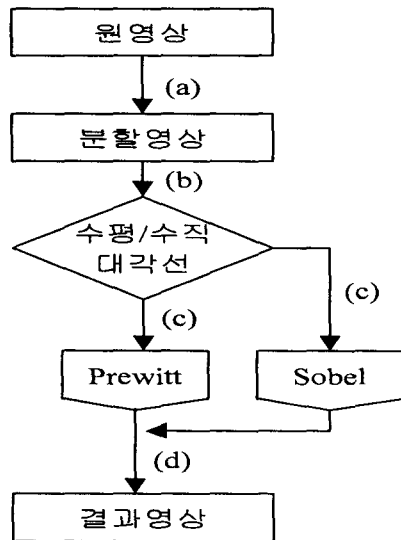 원영상
(a)
분할영상
(b)
수평/수직
대각선
(c)
(c)
Prewitt
Sobel
(d)
결과영상